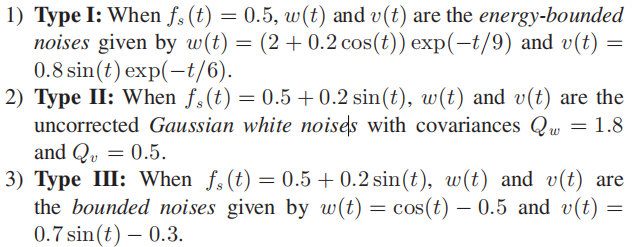 1) Type I: When fₛ(t) = 0.5, w(t) and v(t) are the energy-bounded
noises given by w(t) = (2 + 0.2 cos(t)) exp(−t/9) and v(t) =
0.8 sin(t) exp(−t/6).
2) Type II: When fₛ(t) = 0.5 + 0.2 sin(t), w(t) and v(t) are the
uncorrected Gaussian white noises with covariances Q_w = 1.8
and Q_v = 0.5.
3) Type III: When fₛ(t) = 0.5 + 0.2 sin(t), w(t) and v(t) are
the bounded noises given by w(t) = cos(t) − 0.5 and v(t) =
0.7 sin(t) − 0.3.